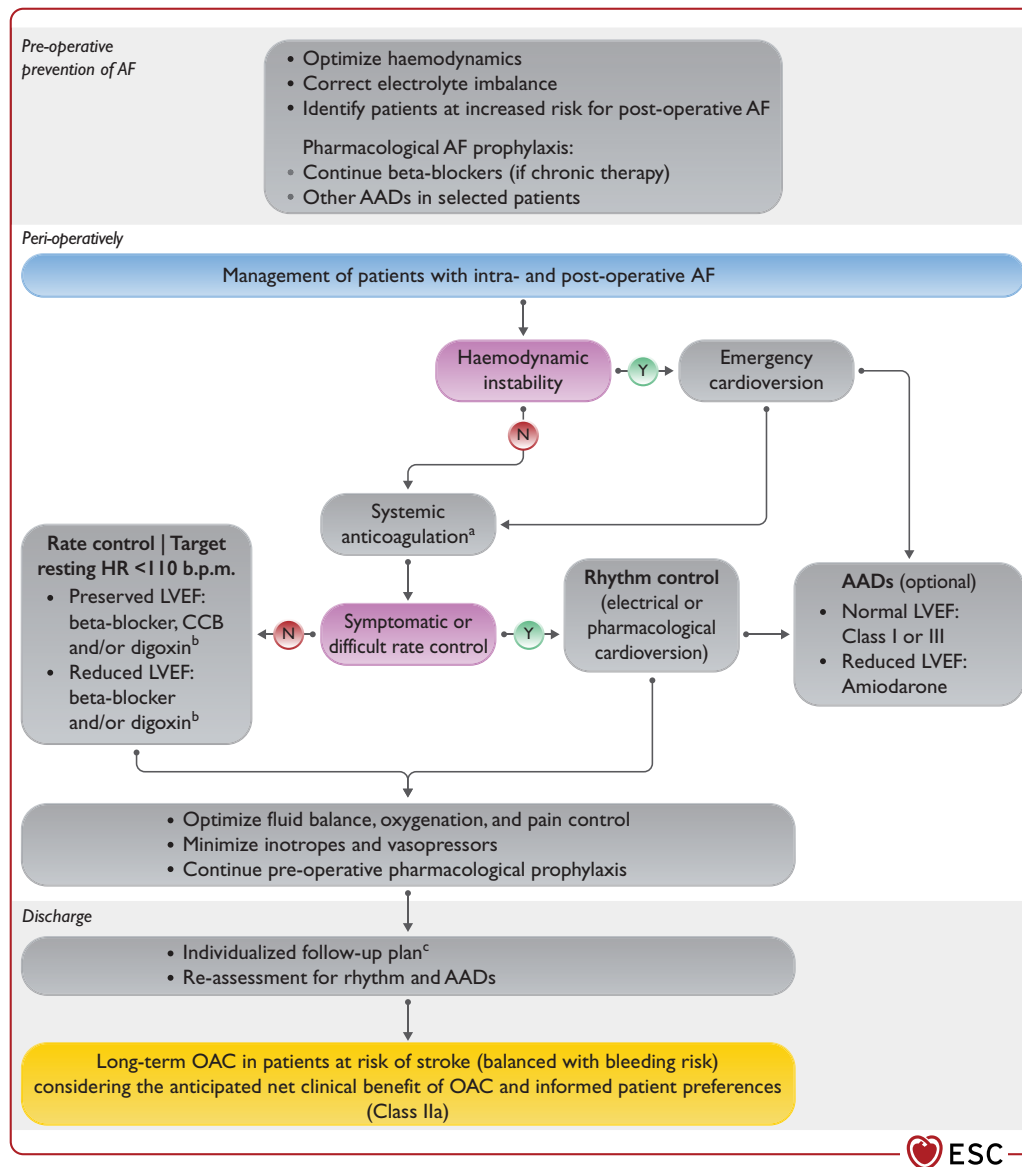 Pre-operative
prevention of AF
• Optimize haemodynamics
• Correct electrolyte imbalance
• Identify patients at increased risk for post-operative AF
Pharmacological AF prophylaxis:
• Continue beta-blockers (if chronic therapy)
• Other AADs in selected patients
Peri-operatively
Management of patients with intra- and post-operative AF
Haemodynamic
instability
Y
Emergency
cardioversion
N
Systemic
anticoagulationᵃ
Rate control | Target
resting HR <110 b.p.m.
• Preserved LVEF:
beta-blocker, CCB
and/or digoxinᵇ
• Reduced LVEF:
beta-blocker
and/or digoxinᵇ
N
Symptomatic or
difficult rate control
Y
Rhythm control
(electrical or
pharmacological
cardioversion)
AADs (optional)
• Normal LVEF:
Class I or III
• Reduced LVEF:
Amiodarone
• Optimize fluid balance, oxygenation, and pain control
• Minimize inotropes and vasopressors
• Continue pre-operative pharmacological prophylaxis
Discharge
• Individualized follow-up planᶜ
• Re-assessment for rhythm and AADs
Long-term OAC in patients at risk of stroke (balanced with bleeding risk)
considering the anticipated net clinical benefit of OAC and informed patient preferences
(Class IIa)
ESC